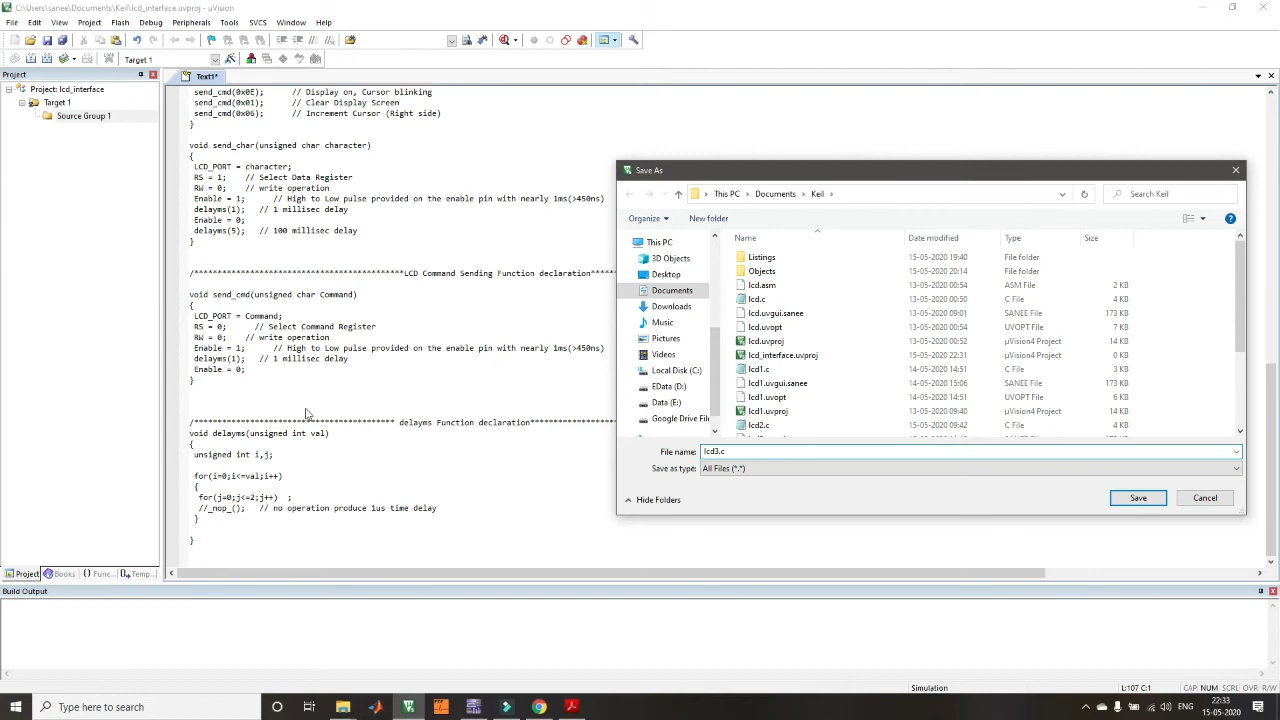 C:\Users\sanee\Documents\Keil\lcd_interface.uvproj - µVision
File Edit View Project Flash Debug Peripherals Tools SVCS Window Help
Target 1
Project
Project: lcd_interface
Target 1
Source Group 1
Text1*
send_cmd(0x0E); // Display on, Cursor blinking
send_cmd(0x01); // Clear Display Screen
send_cmd(0x06); // Increment Cursor (Right side)
}
void send_char(unsigned char character)
{
LCD_PORT = character;
RS = 1; // Select Data Register
RW = 0; // write operation
Enable = 1; // High to Low pulse provided on the enable pin with nearly 1ms(>450ns)
delayms(1); // 1 millisec delay
Enable = 0;
delayms(5); // 100 millisec delay
}
/******************************************LCD Command Sending Function declaration******
void send_cmd(unsigned char Command)
{
LCD_PORT = Command;
RS = 0; // Select Command Register
RW = 0; // write operation
Enable = 1; // High to Low pulse provided on the enable pin with nearly 1ms(>450ns)
delayms(1); // 1 millisec delay
Enable = 0;
}
/***************************************** delayms Function declaration*******************
void delayms(unsigned int val)
{
unsigned int i,j;
for(i=0;i<=val;i++)
{
for(j=0;j<=2;j++) ;
//_nop_(); // no operation produce 1us time delay
}
}
Save As
This PC > Documents > Keil >
Search Keil
Organize New folder
This PC
3D Objects
Desktop
Documents
Downloads
Music
Pictures
Videos
Local Disk (C:)
EData (D:)
Data (E:)
Google Drive File
Name Date modified Type Size
Listings 15-05-2020 19:40 File folder
Objects 15-05-2020 20:14 File folder
lcd.asm 13-05-2020 00:54 ASM File 2 KB
lcd.c 13-05-2020 00:50 C File 4 KB
lcd.uvgui.sanee 13-05-2020 09:01 SANEE File 173 KB
lcd.uvopt 13-05-2020 00:54 UVOPT File 7 KB
lcd.uvproj 13-05-2020 00:52 µVision4 Project 14 KB
lcd_interface.uvproj 15-05-2020 22:31 µVision4 Project 0 KB
lcd1.c 14-05-2020 14:51 C File 3 KB
lcd1.uvgui.sanee 14-05-2020 15:06 SANEE File 173 KB
lcd1.uvopt 14-05-2020 14:51 UVOPT File 7 KB
lcd1.uvproj 13-05-2020 09:40 µVision4 Project 14 KB
lcd2.c 15-05-2020 09:42 C File 4 KB
File name: lcd3.c
Save as type: All Files (*.*)
Hide Folders
Save Cancel
Project Books {} Func... Temp...
Build Output
Simulation CAP NUM SCRL OVR R/W
Type here to search
ENG
22:33
15-05-2020